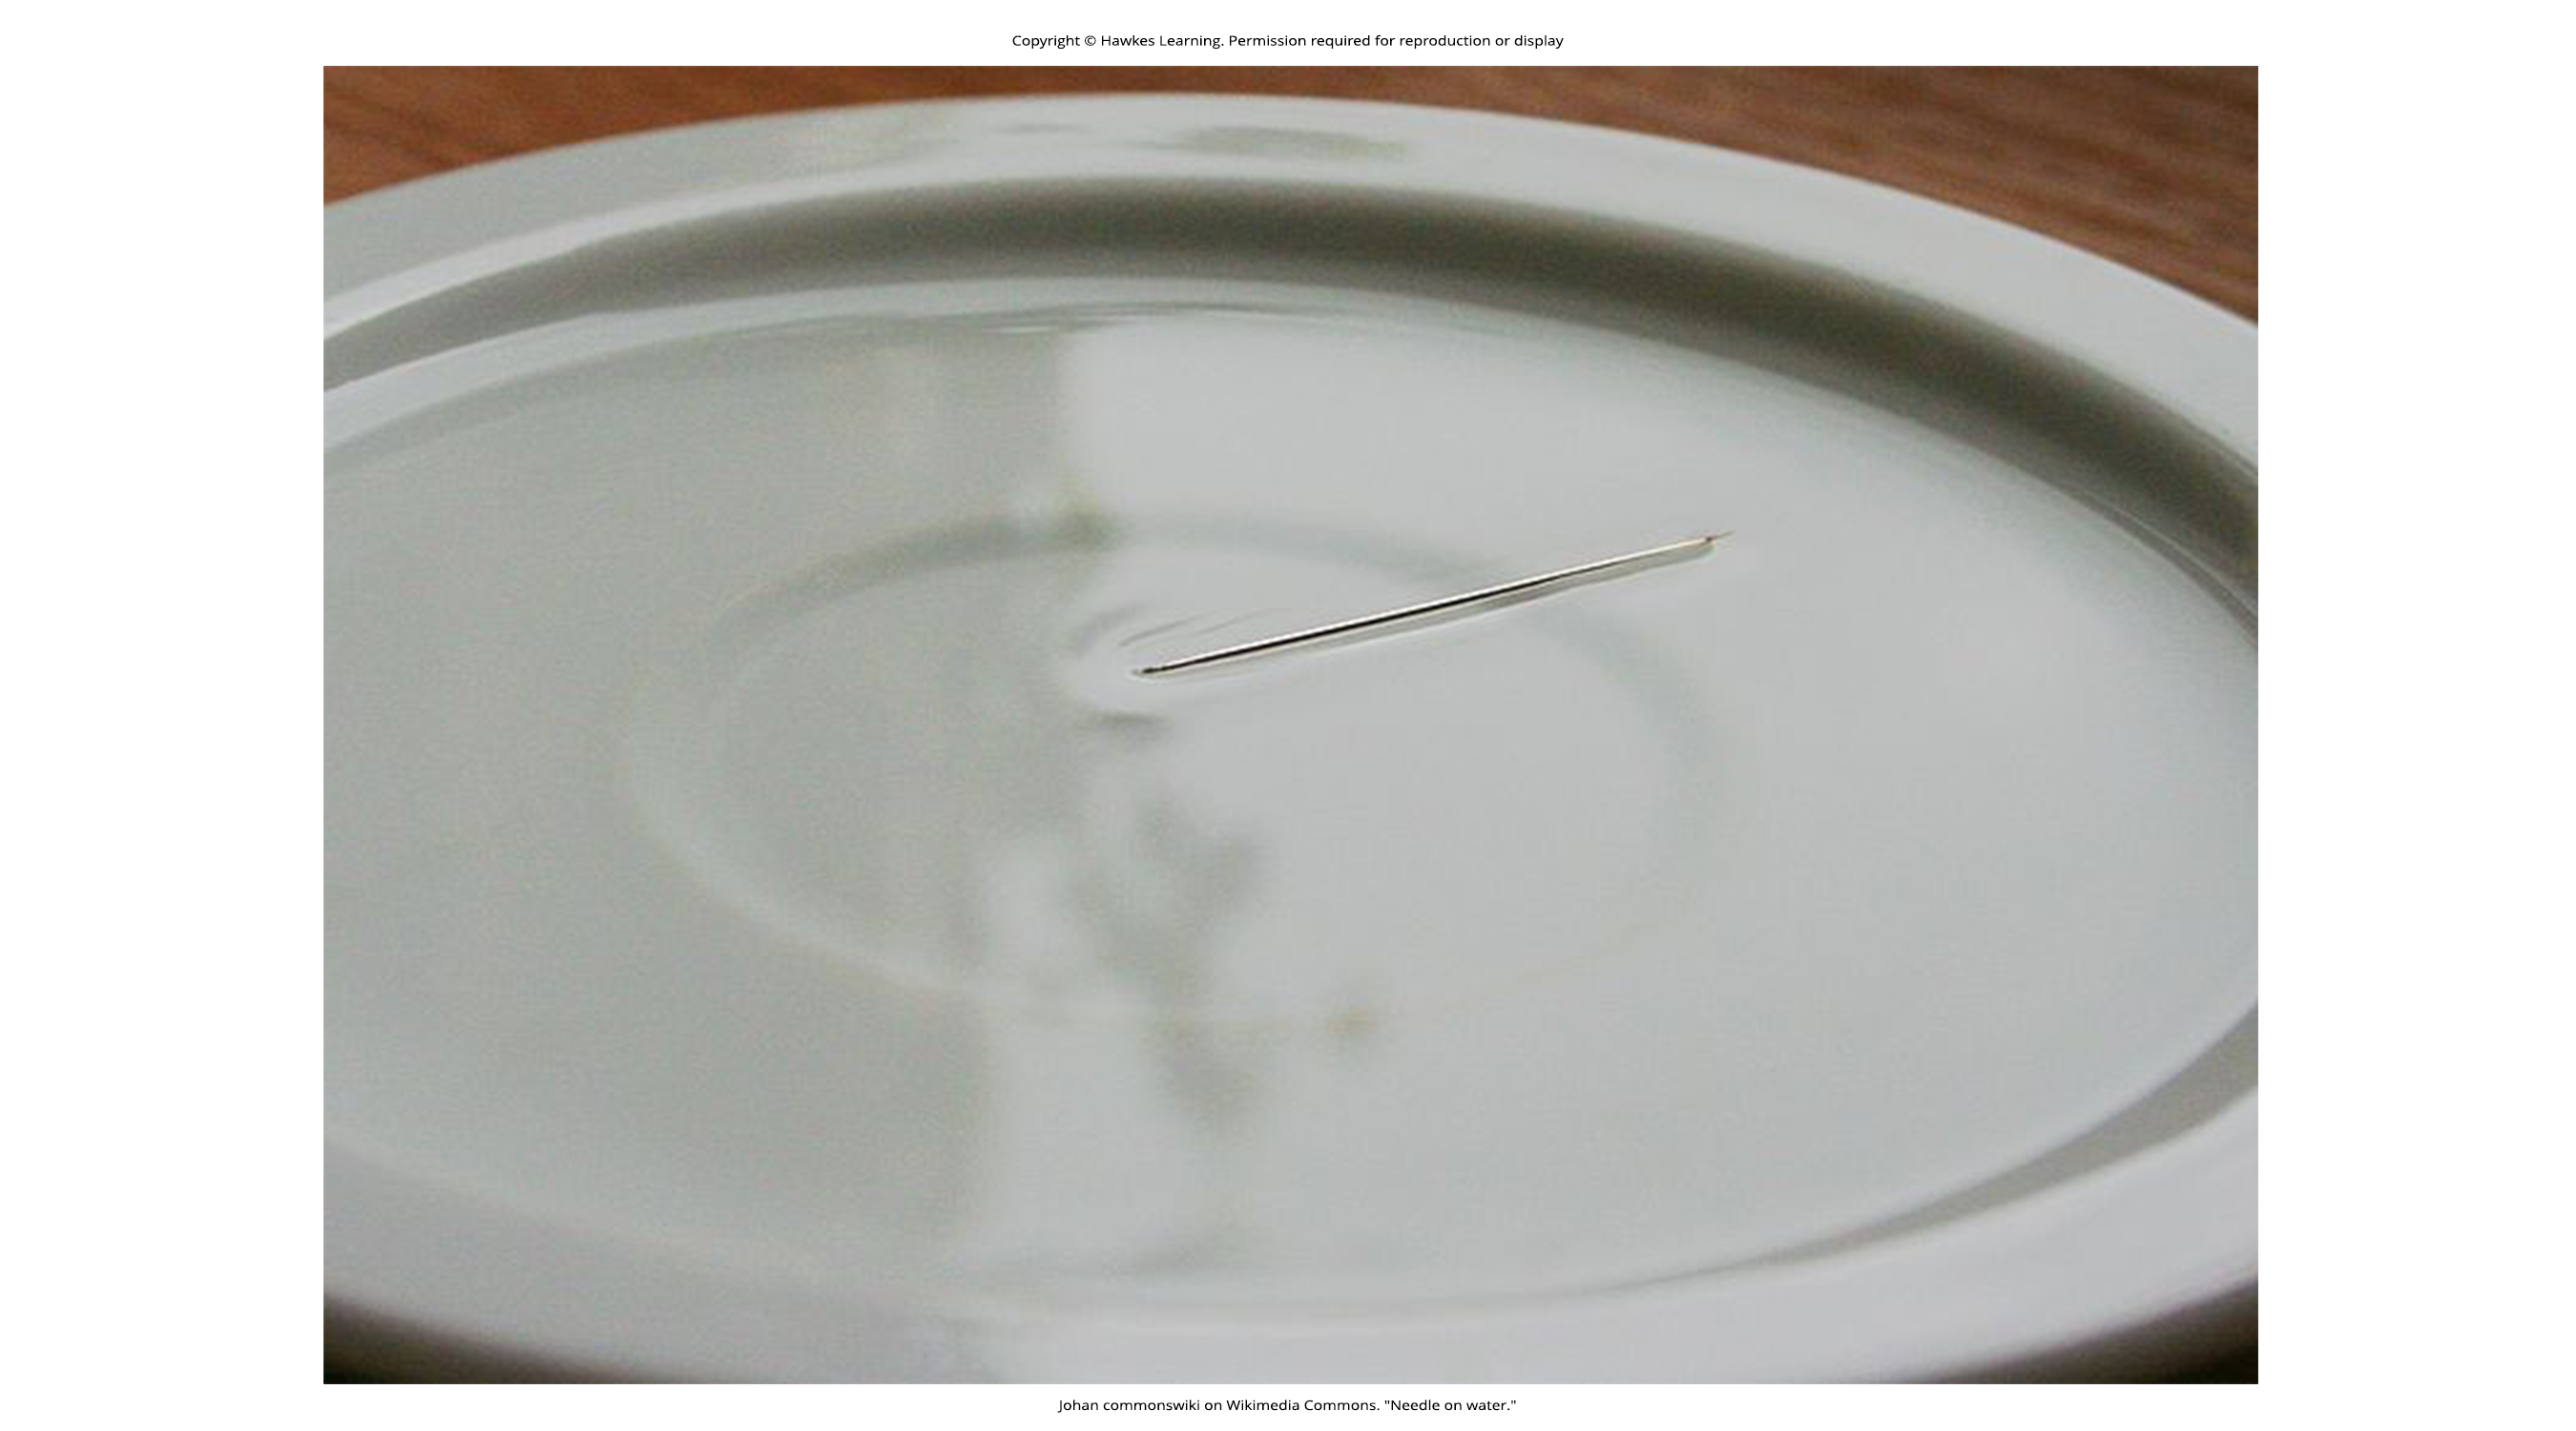 Copyright © Hawkes Learning. Permission required for reproduction or display
Johan commonswiki on Wikimedia Commons. "Needle on water."